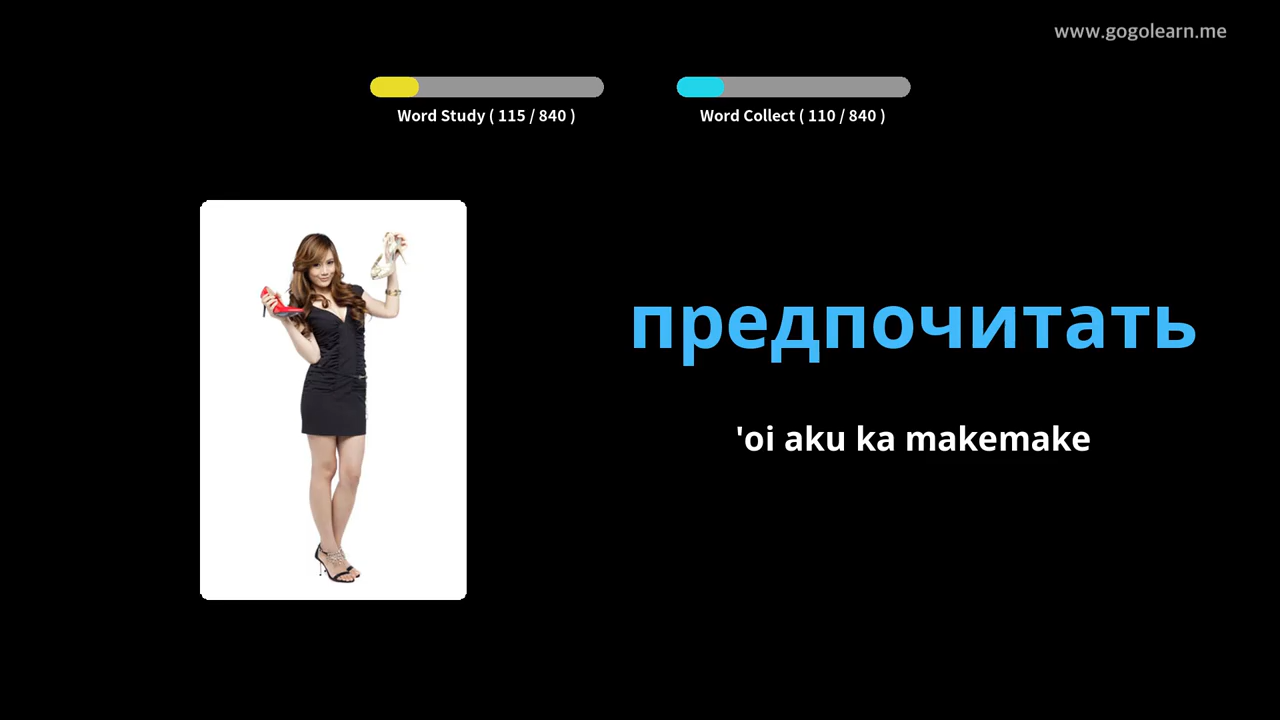 www.gogolearn.me
Word Study ( 115 / 840 )
Word Collect ( 110 / 840 )
предпочитать
'oi aku ka makemake